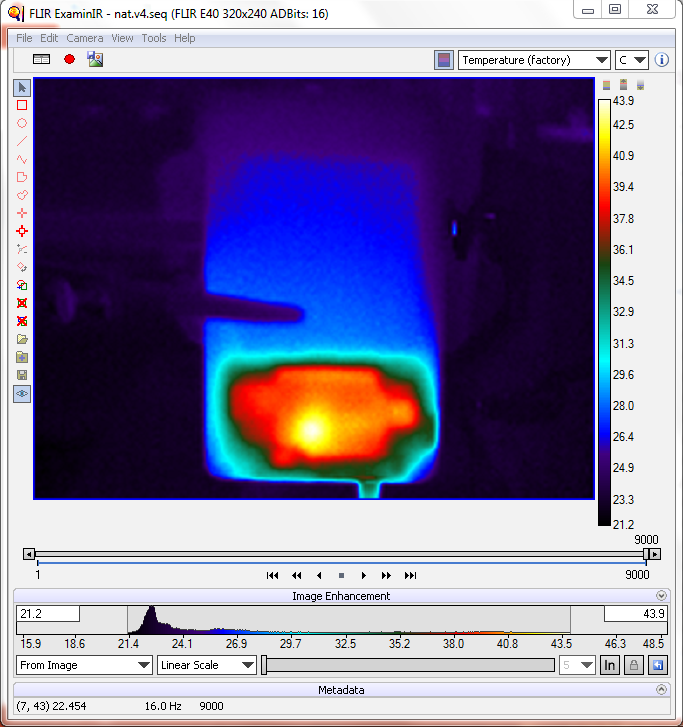 FLIR ExaminIR - nat.v4.seq (FLIR E40 320x240 ADBits: 16)
File Edit Camera View Tools Help
Temperature (factory) C
43.9
42.5
40.9
39.4
37.8
36.1
34.5
32.9
31.3
29.6
28.0
26.4
24.9
23.3
21.2
9000
1 9000
Image Enhancement
21.2 43.9
15.9 18.6 21.4 24.1 26.9 29.7 32.5 35.2 38.0 40.8 43.5 46.3 48.5
From Image Linear Scale 5 In
Metadata
(7, 43) 22.454 16.0 Hz 9000